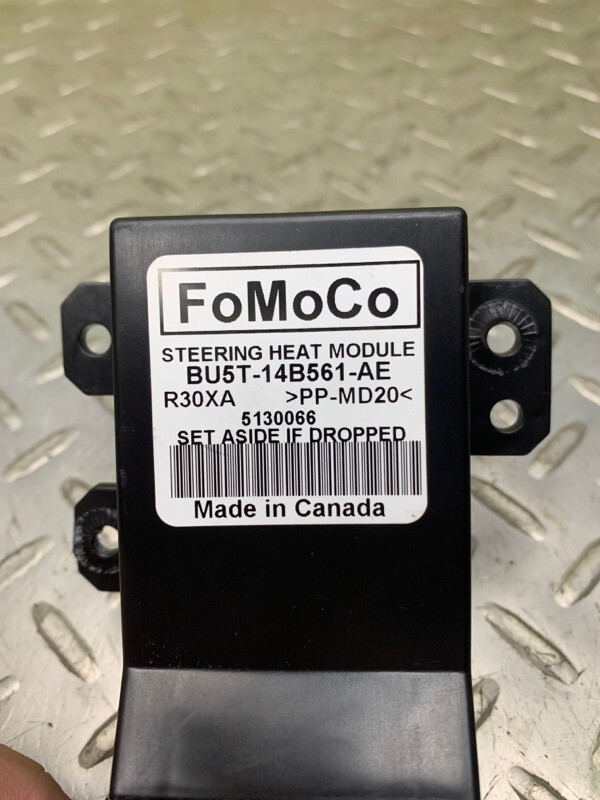 FoMoCo
STEERING HEAT MODULE
BU5T-14B561-AE
R30XA >PP-MD20<
5130066
SET ASIDE IF DROPPED
Made in Canada